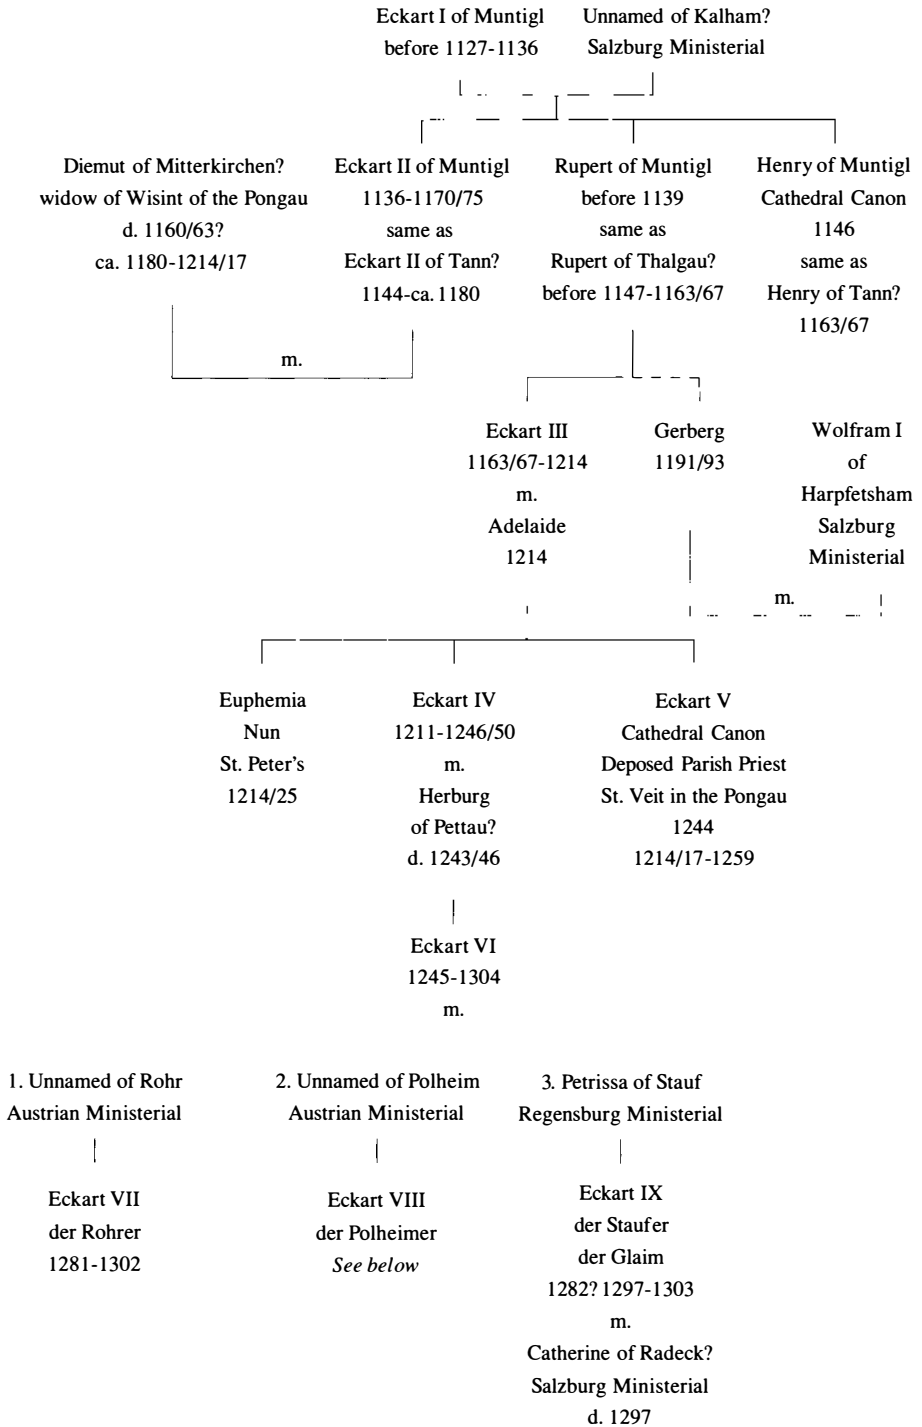 Eckart I of Muntigl
before 1127-1136
Unnamed of Kalham?
Salzburg Ministerial
Diemut of Mitterkirchen?
widow of Wisint of the Pongau
d. 1160/63?
ca. 1180-1214/17
Eckart II of Muntigl
1136-1170/75
same as
Eckart II of Tann?
1144-ca. 1180
Rupert of Muntigl
before 1139
same as
Rupert of Thalgau?
before 1147-1163/67
Henry of Muntigl
Cathedral Canon
1146
same as
Henry of Tann?
1163/67
m.
Eckart III
1163/67-1214
m.
Adelaide
1214
Gerberg
1191/93
Wolfram I
of
Harpfetsham
Salzburg
Ministerial
m.
Euphemia
Nun
St. Peter's
1214/25
Eckart IV
1211-1246/50
m.
Herburg
of Pettau?
d. 1243/46
Eckart V
Cathedral Canon
Deposed Parish Priest
St. Veit in the Pongau
1244
1214/17-1259
Eckart VI
1245-1304
m.
1. Unnamed of Rohr
Austrian Ministerial
2. Unnamed of Polheim
Austrian Ministerial
3. Petrissa of Stauf
Regensburg Ministerial
Eckart VII
der Rohrer
1281-1302
Eckart VIII
der Polheimer
See below
Eckart IX
der Staufer
der Glaim
1282? 1297-1303
m.
Catherine of Radeck?
Salzburg Ministerial
d. 1297